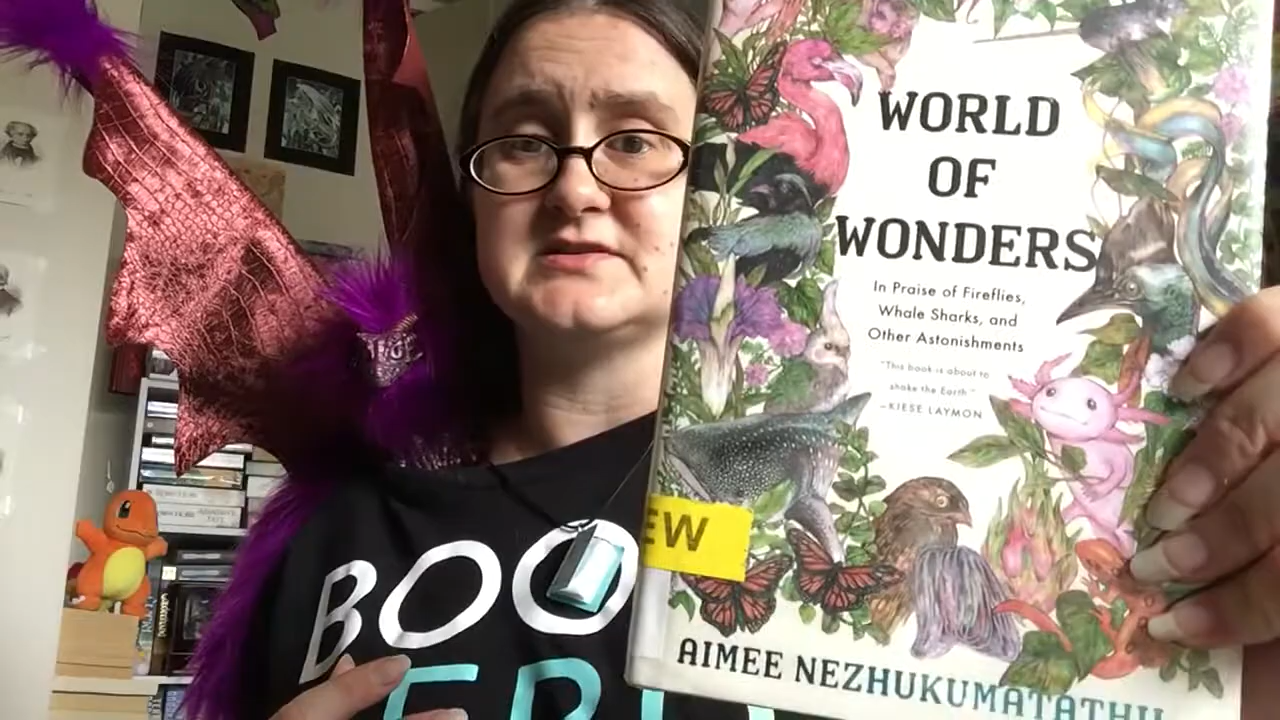 WORLD
OF
WONDERS
In Praise of Fireflies,
Whale Sharks, and
Other Astonishments
"This book is about to
shake the Earth"
—KIESE LAYMON
EW
AIMEE NEZHUKUMATATHIL
BOO
ERD